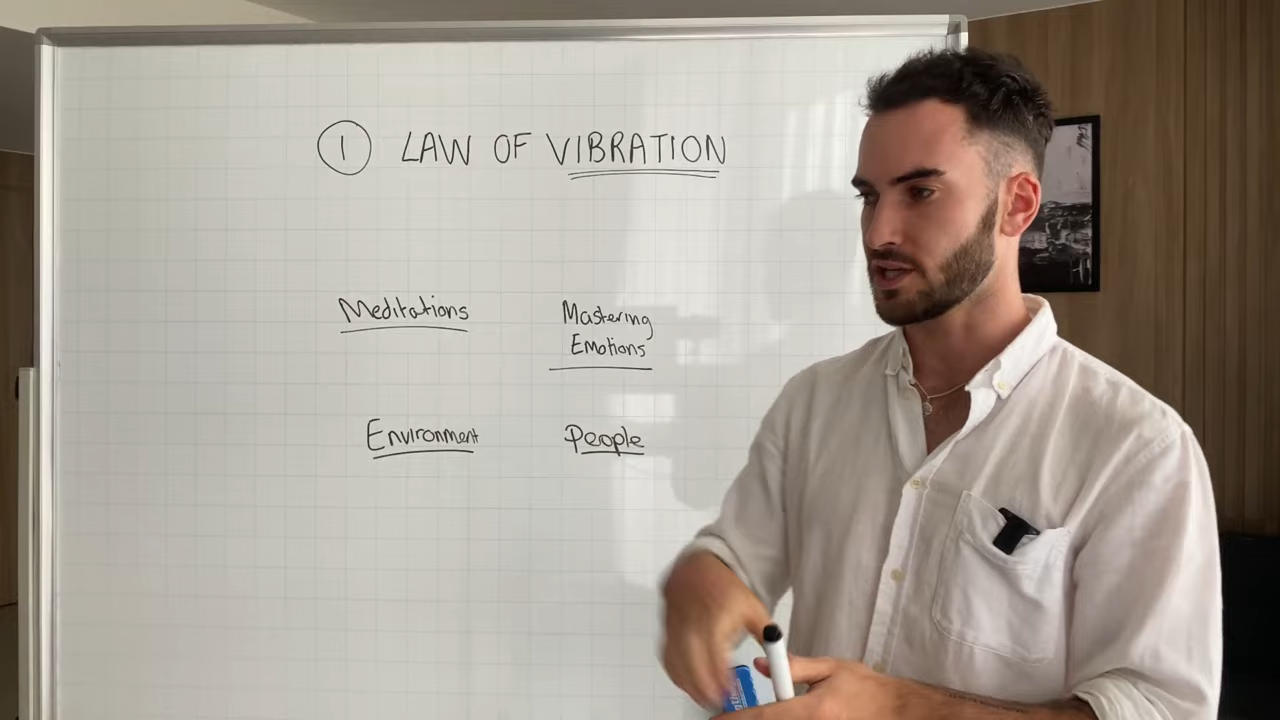 1 LAW OF VIBRATION
Meditations
Mastering
Emotions
Environment
People